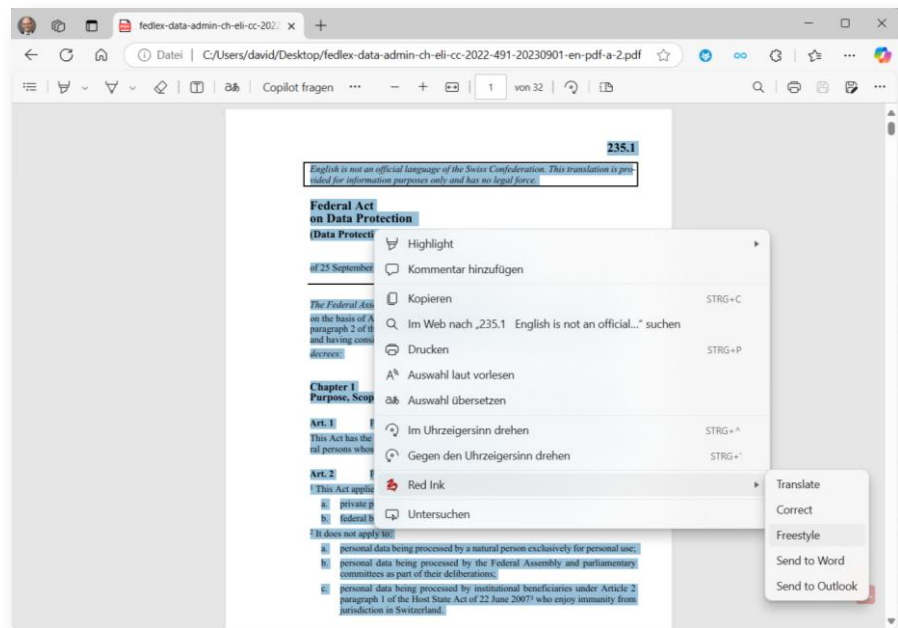 fedlex-data-admin-ch-eli-cc-2022
Datei C:/Users/david/Desktop/fedlex-data-admin-ch-eli-cc-2022-491-20230901-en-pdf-a-2.pdf
Copilot fragen 1 von 32
235.1
English is not an official language of the Swiss Confederation. This translation is pro-
vided for information purposes only and has no legal force.
Federal Act
on Data Protection
(Data Protecti
of 25 September
The Federal Ass
on the basis of A
paragraph 2 of th
and having consi
decrees:
Chapter 1
Purpose, Scop
Art. 1
This Act has the
ral persons whos
Art. 2
1 This Act applie
a. private p
b. federal b
2 It does not apply to:
a. personal data being processed by a natural person exclusively for personal use;
b. personal data being processed by the Federal Assembly and parliamentary
committees as part of their deliberations;
c. personal data being processed by institutional beneficiaries under Article 2
paragraph 1 of the Host State Act of 22 June 2007³ who enjoy immunity from
jurisdiction in Switzerland.
Highlight
Kommentar hinzufügen
Kopieren STRG+C
Im Web nach „235.1 English is not an official...“ suchen
Drucken STRG+P
Auswahl laut vorlesen
Auswahl übersetzen
Im Uhrzeigersinn drehen STRG+^
Gegen den Uhrzeigersinn drehen STRG+'
Red Ink
Untersuchen
Translate
Correct
Freestyle
Send to Word
Send to Outlook